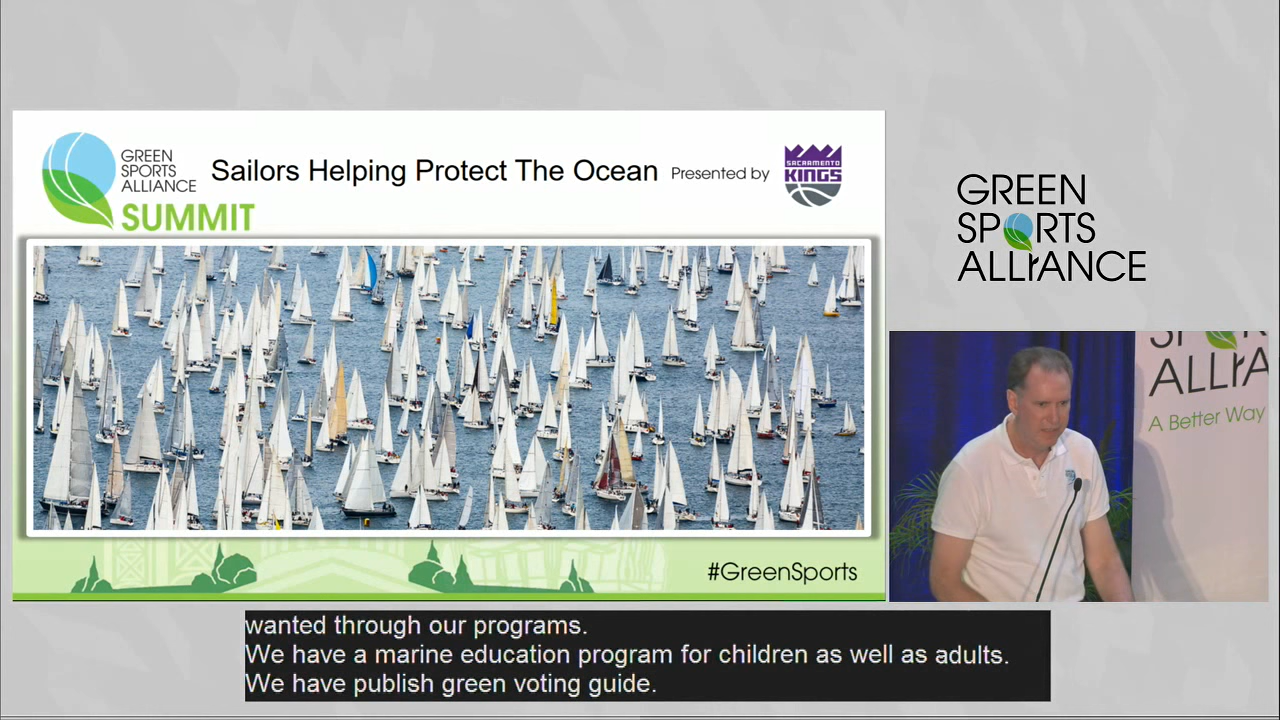 GREEN
SPORTS
ALLIANCE
SUMMIT
Sailors Helping Protect The Ocean
Presented by
SACRAMENTO
KINGS
#GreenSports
GREEN
SPORTS
ALLIANCE
SPOR
ALLIA
A Better Way
wanted through our programs.
We have a marine education program for children as well as adults.
We have publish green voting guide.